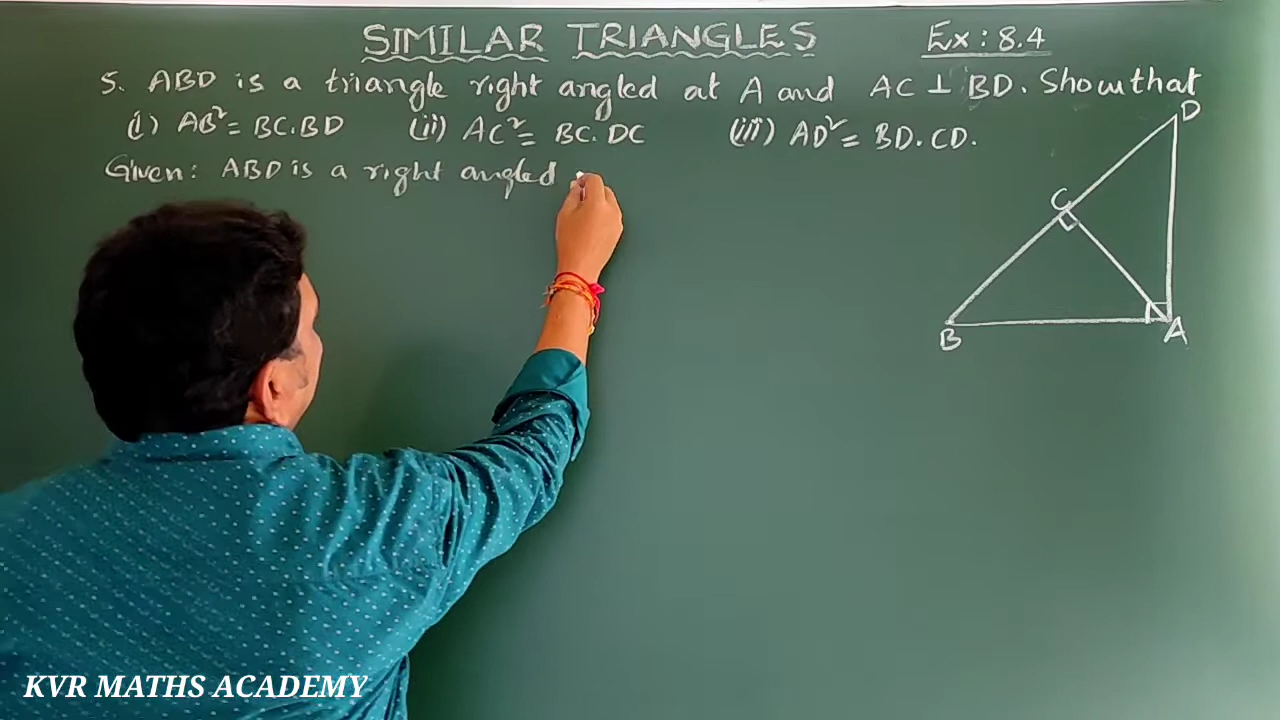 SIMILAR TRIANGLES Ex: 8.4
5. ABD is a triangle right angled at A and AC ⊥ BD. Show that
(i) AB² = BC.BD (ii) AC² = BC.DC (iii) AD² = BD.CD.
Given: ABD is a right angled
D
C
B
A
KVR MATHS ACADEMY